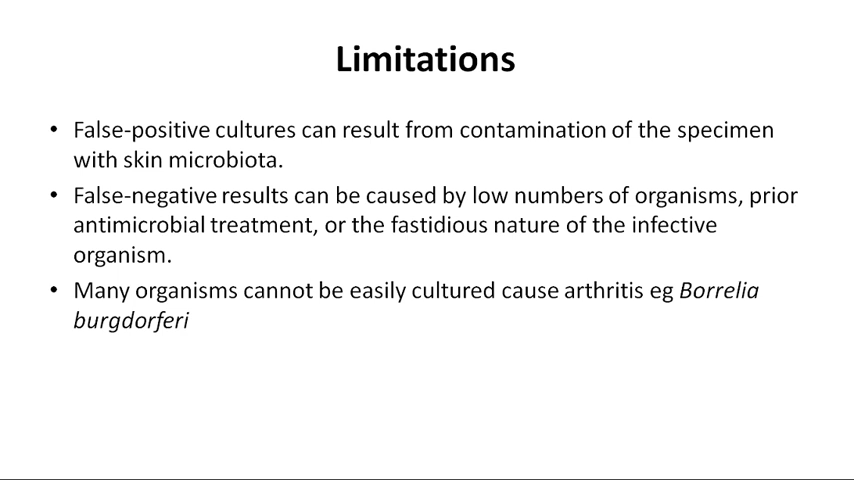 Limitations
• False-positive cultures can result from contamination of the specimen
with skin microbiota.
• False-negative results can be caused by low numbers of organisms, prior
antimicrobial treatment, or the fastidious nature of the infective
organism.
• Many organisms cannot be easily cultured cause arthritis eg Borrelia
burgdorferi